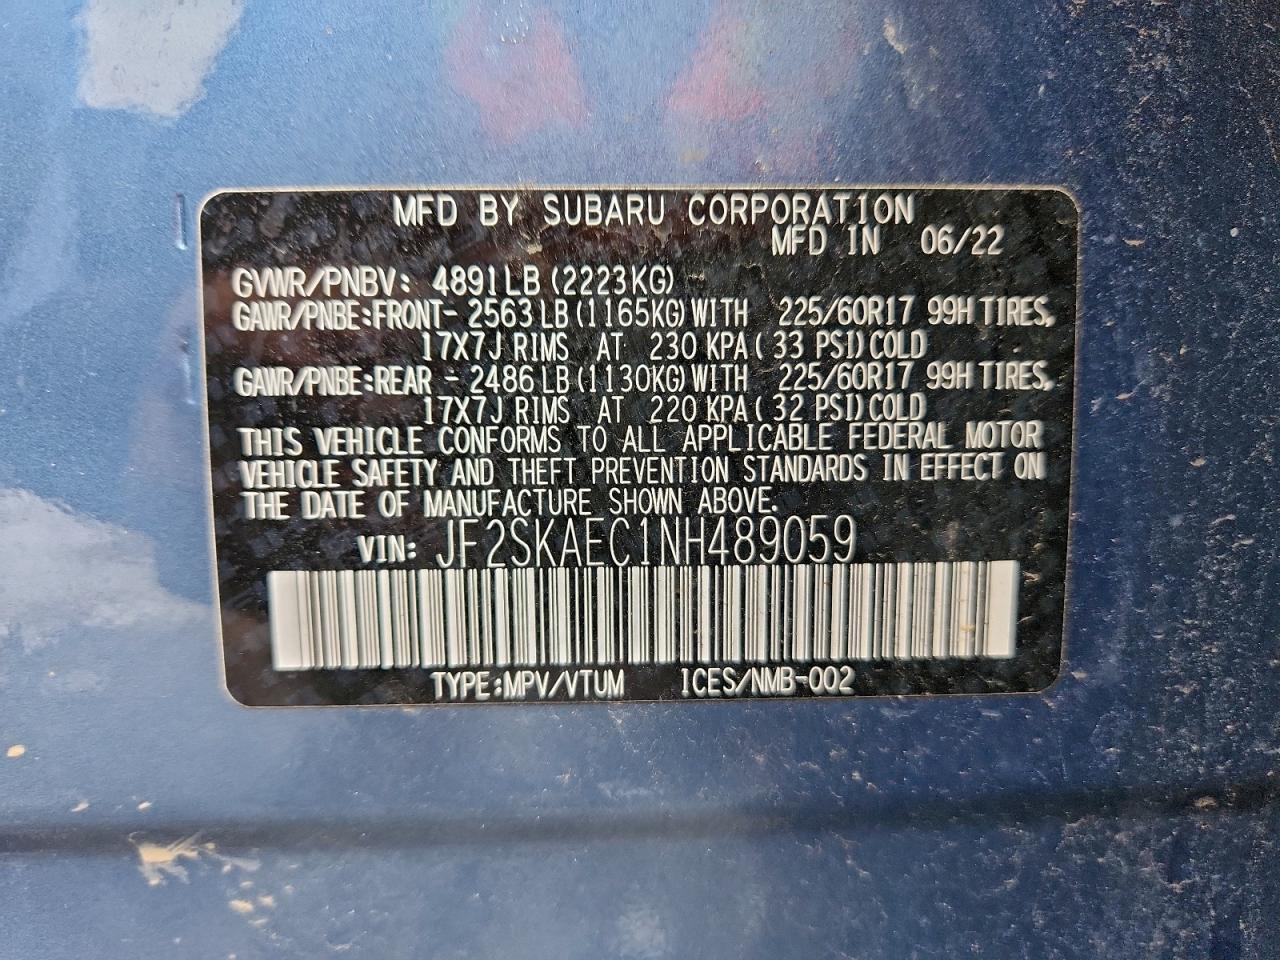 MFD BY SUBARU CORPORATION
MFD IN 06/22
GVWR/PNBV: 4891LB (2223KG)
GAWR/PNBE:FRONT- 2563 LB (1165KG) WITH 225/60R17 99H TIRES,
17X7J RIMS AT 230 KPA ( 33 PSI) COLD
GAWR/PNBE:REAR - 2486 LB (1130KG) WITH 225/60R17 99H TIRES,
17X7J RIMS AT 220 KPA ( 32 PSI) COLD
THIS VEHICLE CONFORMS TO ALL APPLICABLE FEDERAL MOTOR
VEHICLE SAFETY AND THEFT PREVENTION STANDARDS IN EFFECT ON
THE DATE OF MANUFACTURE SHOWN ABOVE.
VIN: JF2SKAEC1NH489059
TYPE:MPV/VTUM ICES/NMB-002